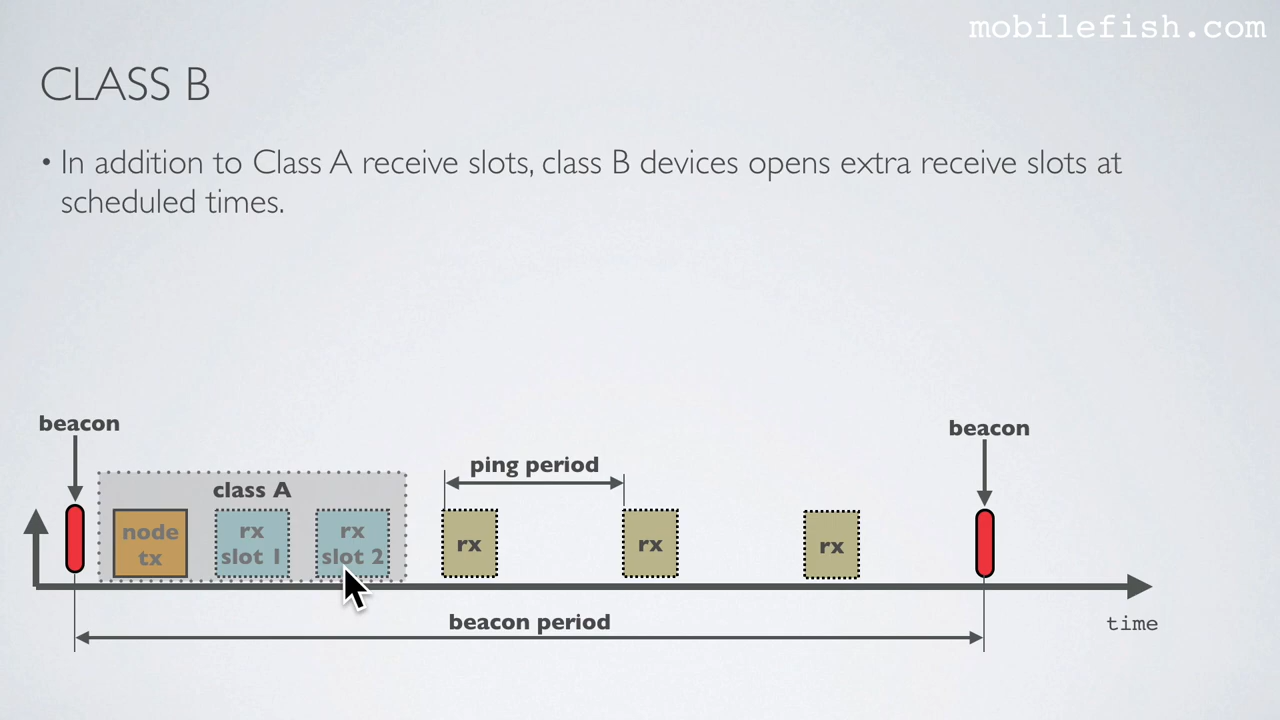 mobilefish.com
CLASS B
• In addition to Class A receive slots, class B devices opens extra receive slots at
scheduled times.
beacon
beacon
ping period
class A
node
tx
rx
slot 1
rx
slot 2
rx
rx
rx
beacon period
time